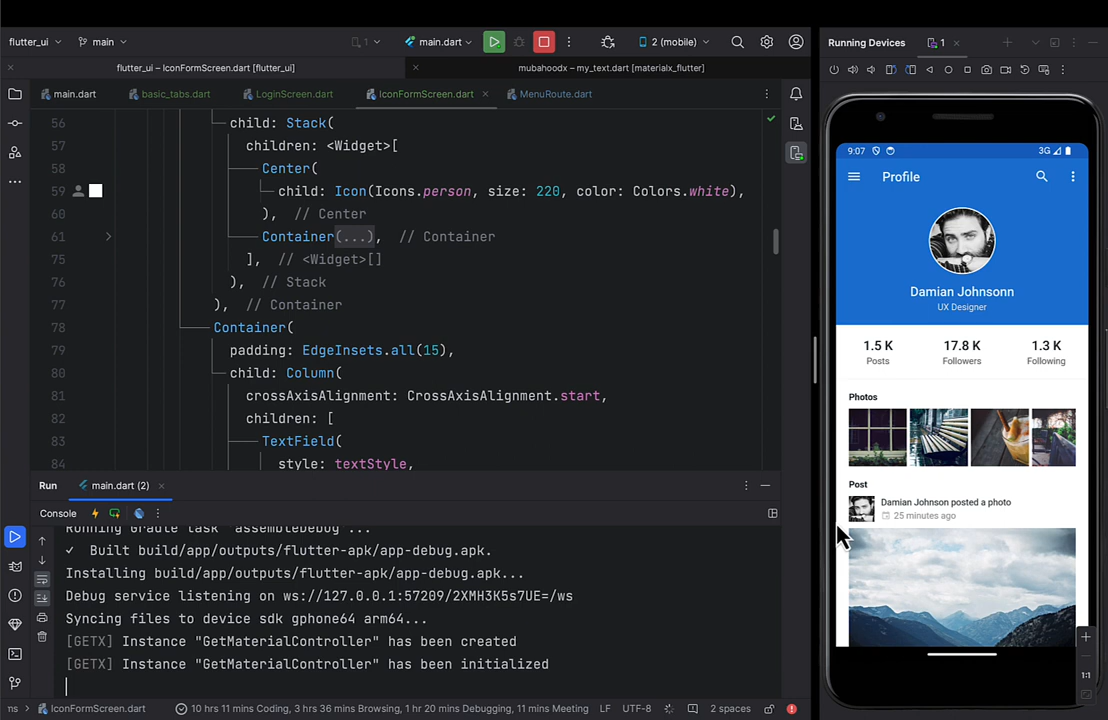 flutter_ui
main
1
main.dart
2 (mobile)
flutter_ui – IconFormScreen.dart [flutter_ui]
mubahoodx – my_text.dart [materialx_flutter]
main.dart
basic_tabs.dart
LoginScreen.dart
IconFormScreen.dart
MenuRoute.dart
56 child: Stack(
57 children: <Widget>[
58 Center(
59 child: Icon(Icons.person, size: 220, color: Colors.white),
60 ), // Center
61 Container(...), // Container
75 ], // <Widget>[]
76 ), // Stack
77 ), // Container
78 Container(
79 padding: EdgeInsets.all(15),
80 child: Column(
81 crossAxisAlignment: CrossAxisAlignment.start,
82 children: [
83 TextField(
84 style: textStyle,
Run
main.dart (2)
Console
Running Gradle task 'assembleDebug'...
✓ Built build/app/outputs/flutter-apk/app-debug.apk.
Installing build/app/outputs/flutter-apk/app-debug.apk...
Debug service listening on ws://127.0.0.1:57209/2XMH3K5s7UE=/ws
Syncing files to device sdk gphone64 arm64...
[GETX] Instance "GetMaterialController" has been created
[GETX] Instance "GetMaterialController" has been initialized
ms > IconFormScreen.dart
10 hrs 11 mins Coding, 3 hrs 36 mins Browsing, 1 hr 20 mins Debugging, 11 mins Meeting
LF
UTF-8
2 spaces
Running Devices
1
9:07
3G
Profile
Damian Johnsonn
UX Designer
1.5 K
Posts
17.8 K
Followers
1.3 K
Following
Photos
Post
Damian Johnson posted a photo
25 minutes ago
1:1